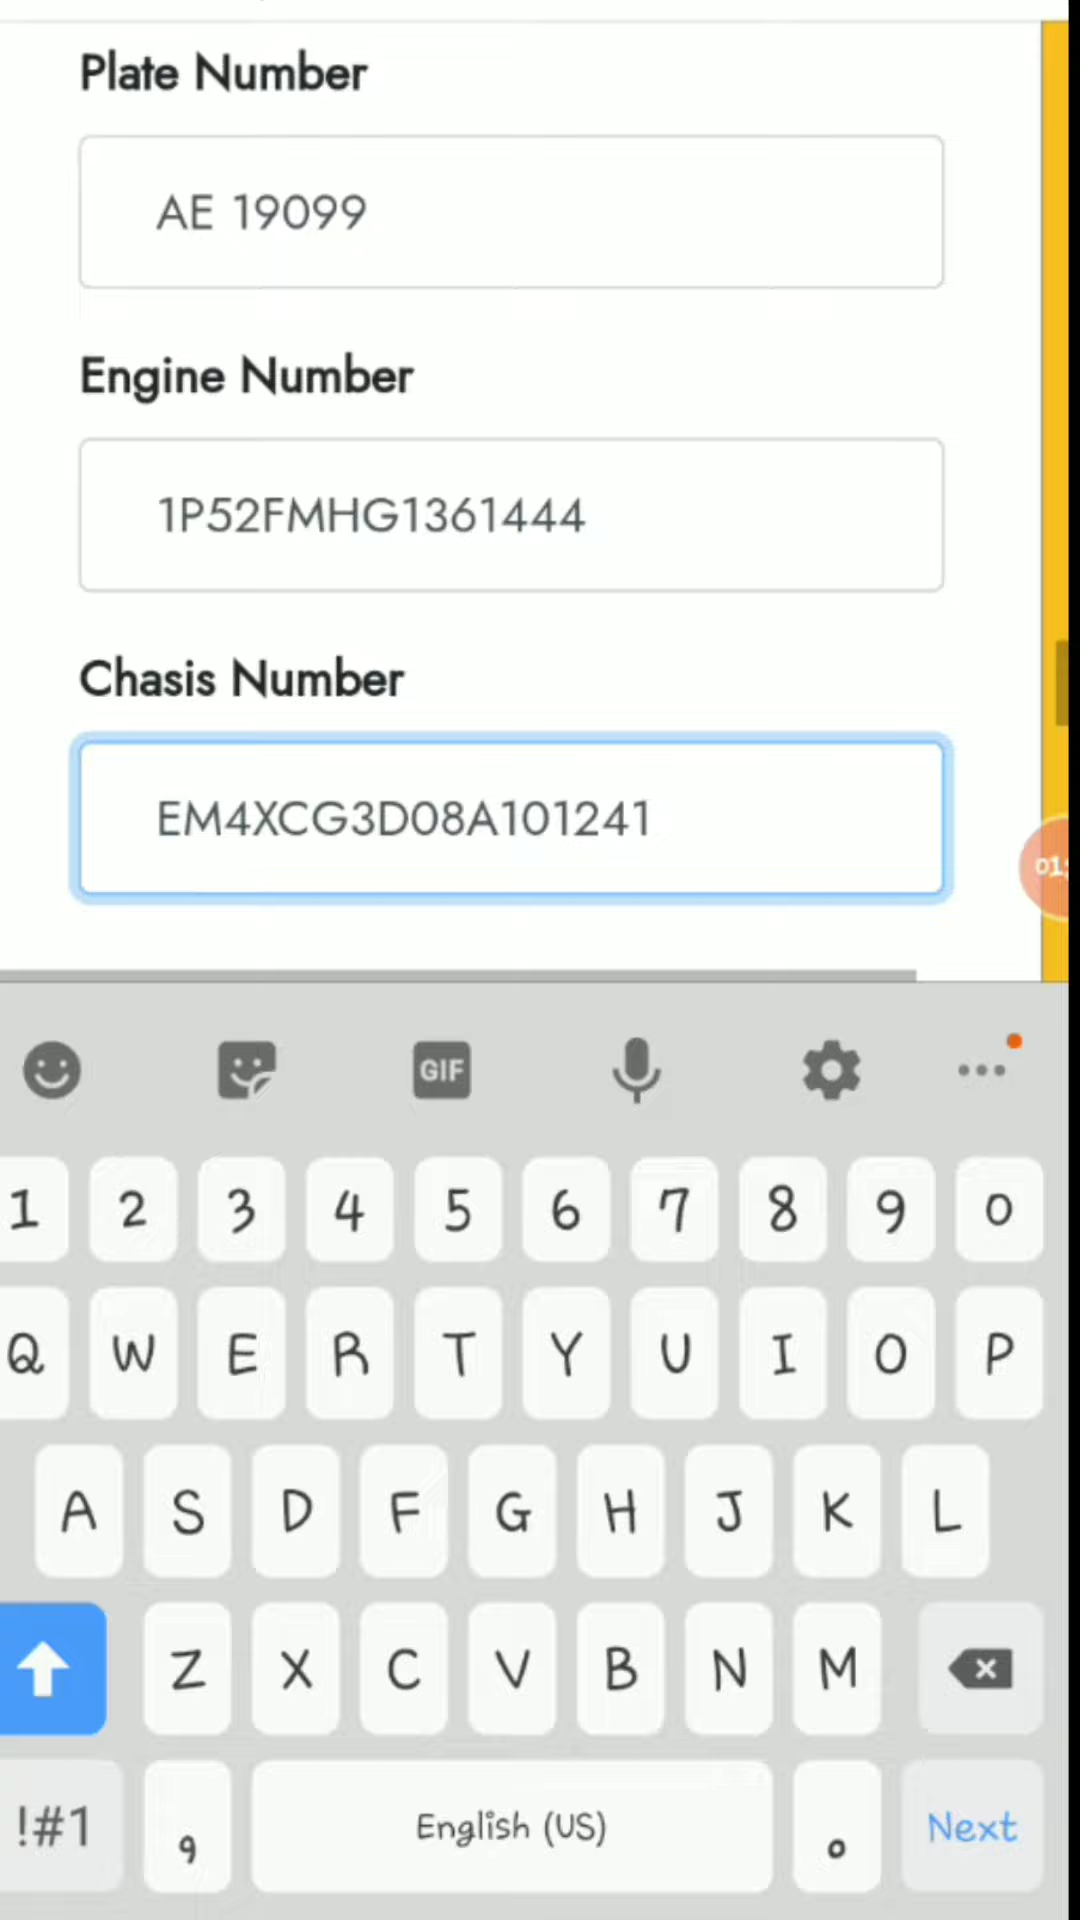 Plate Number
AE 19099
Engine Number
1P52FMHG1361444
Chasis Number
EM4XCG3D08A101241
01:
GIF
1 2 3 4 5 6 7 8 9 0
Q W E R T Y U I O P
A S D F G H J K L
Z X C V B N M
!#1 , English (US) . Next